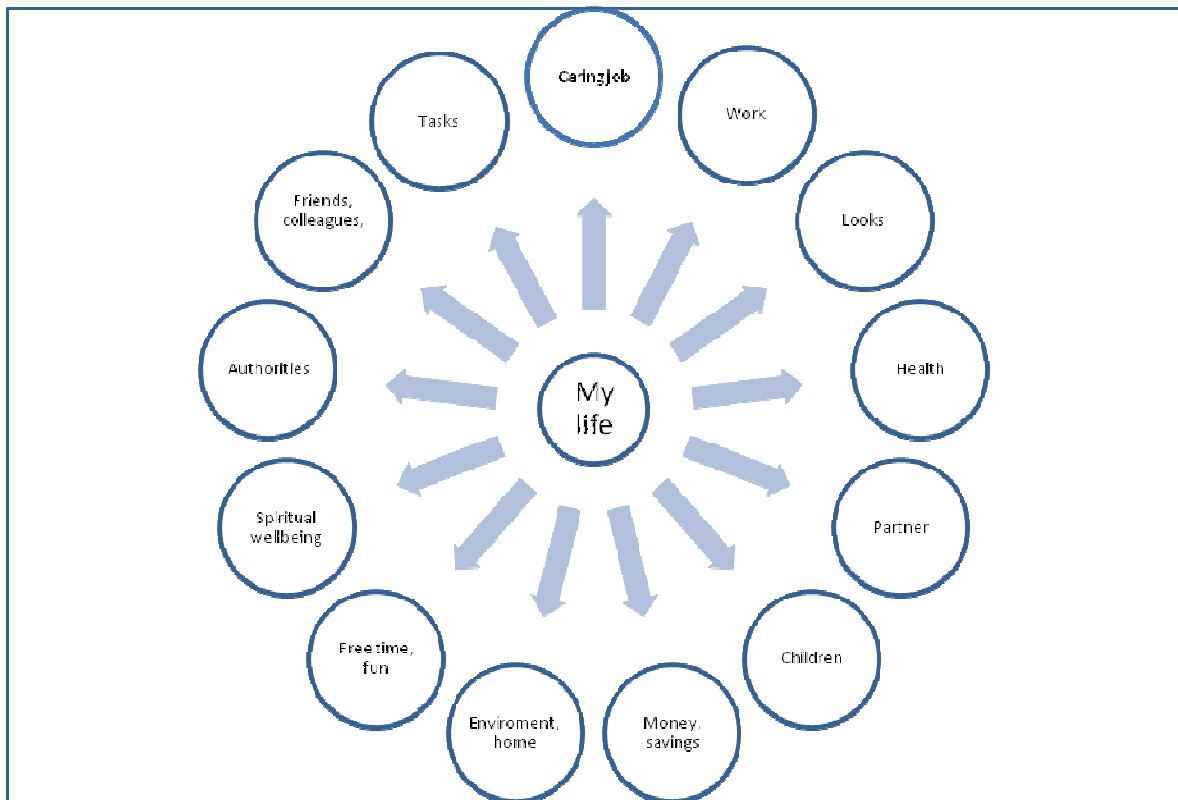 Caring job
Work
Looks
Health
Partner
Children
Money,
savings
Enviroment,
home
Free time,
fun
Spiritual
wellbeing
Authorities
Friends,
colleagues,
Tasks
My
life